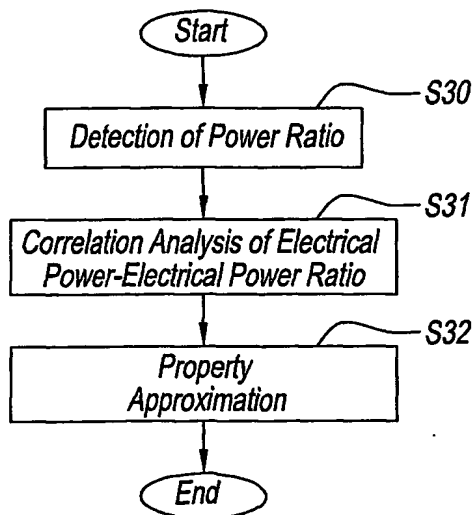 Start
S30
Detection of Power Ratio
S31
Correlation Analysis of Electrical
Power-Electrical Power Ratio
S32
Property
Approximation
End